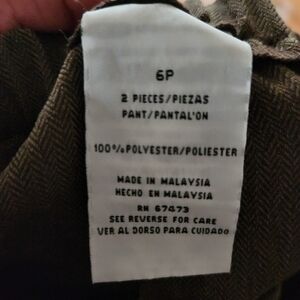 6P
2 PIECES/PIEZAS
PANT/PANTAL'ON
100%POLYESTER/POLIESTER
MADE IN MALAYSIA
HECHO EN MALAYSIA
RN 67473
SEE REVERSE FOR CARE
VER AL DORSO PARA CUIDADO